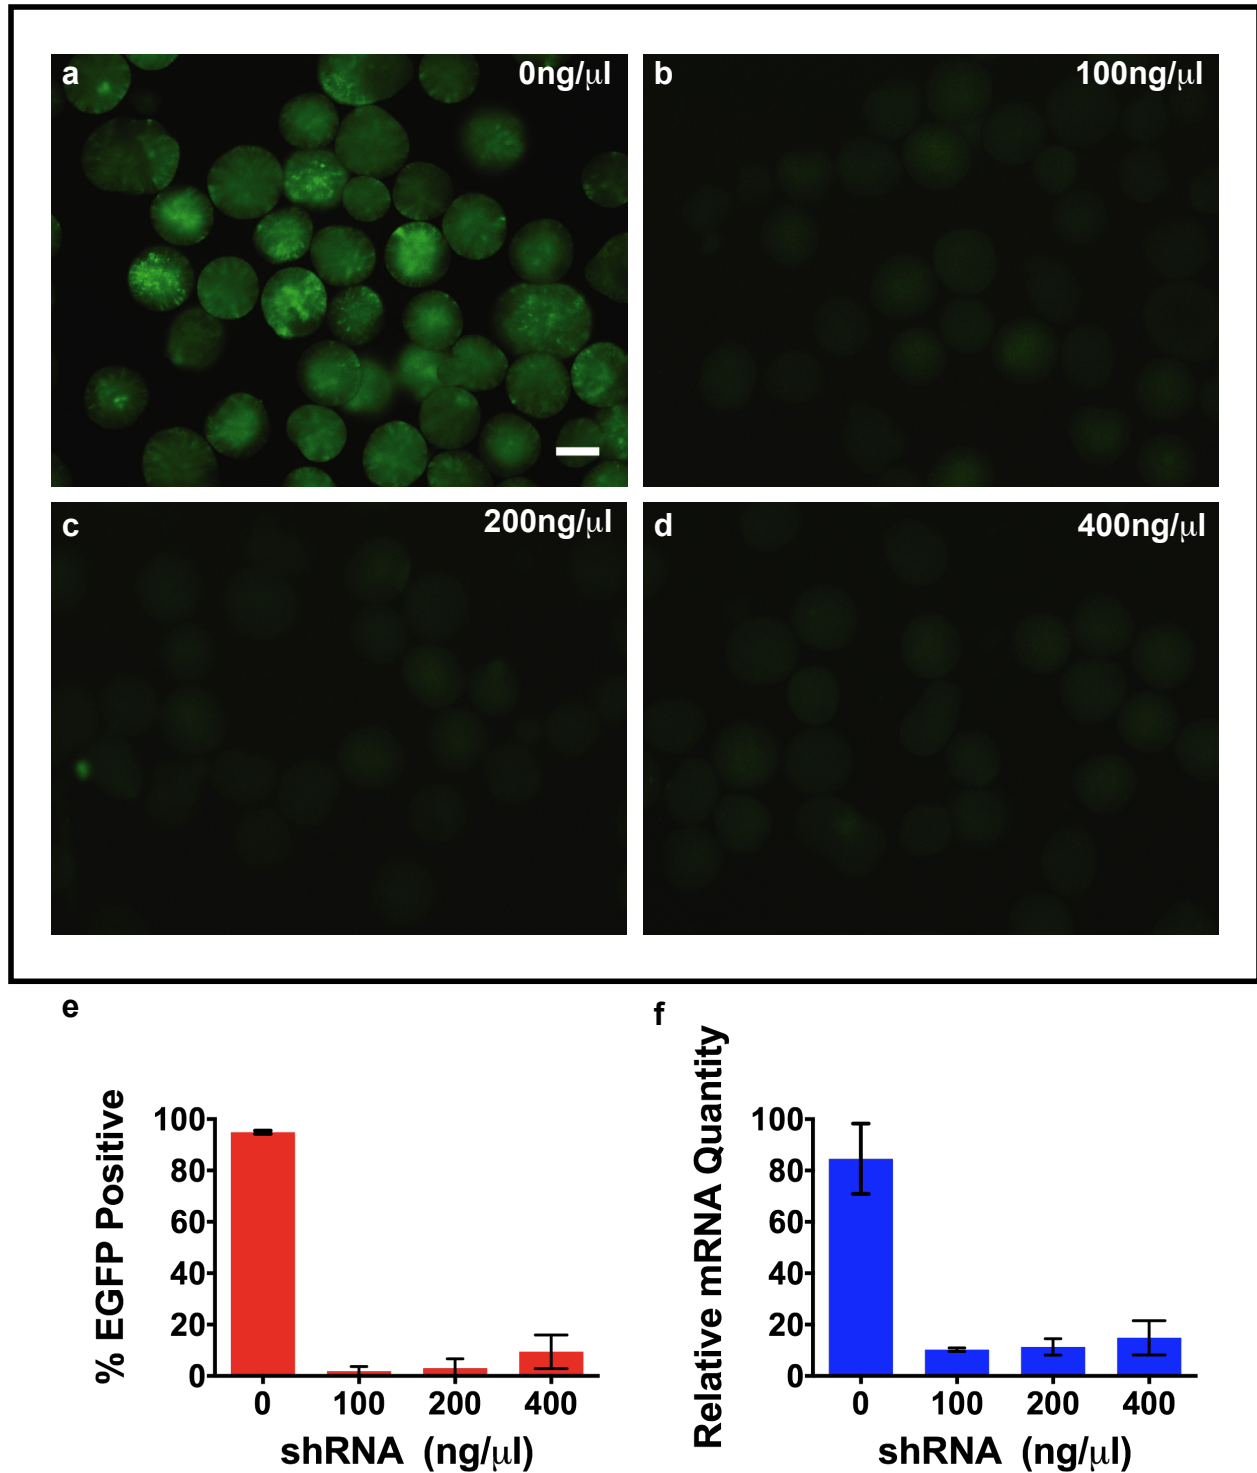 a
0ng/μl
b
100ng/μl
c
200ng/μl
d
400ng/μl
e
% EGFP Positive
100
80
60
40
20
0
0 100 200 400
shRNA (ng/μl)
f
Relative mRNA Quantity
100
80
60
40
20
0
0 100 200 400
shRNA (ng/μl)